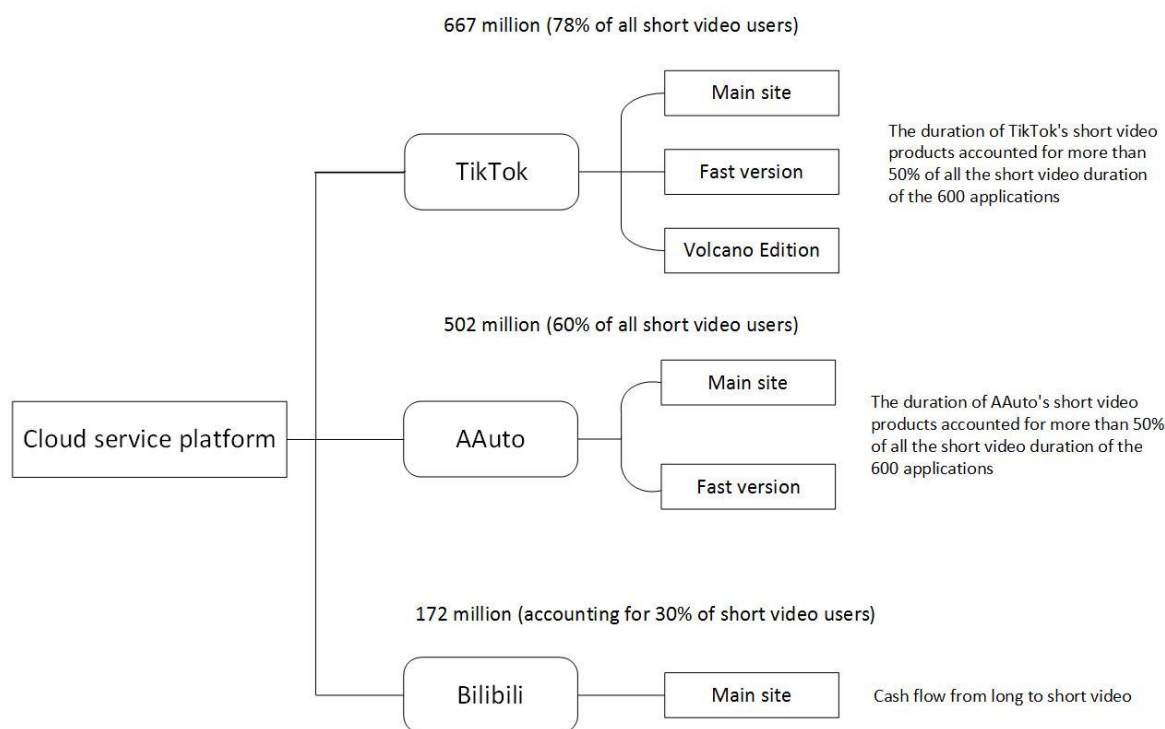 667 million (78% of all short video users)
Main site
TikTok
Fast version
Volcano Edition
The duration of TikTok's short video
products accounted for more than
50% of all the short video duration
of the 600 applications
502 million (60% of all short video users)
Main site
Cloud service platform
AAuto
Fast version
The duration of AAuto's short video
products accounted for more than 50%
of all the short video duration of the
600 applications
172 million (accounting for 30% of short video users)
Bilibili
Main site
Cash flow from long to short video